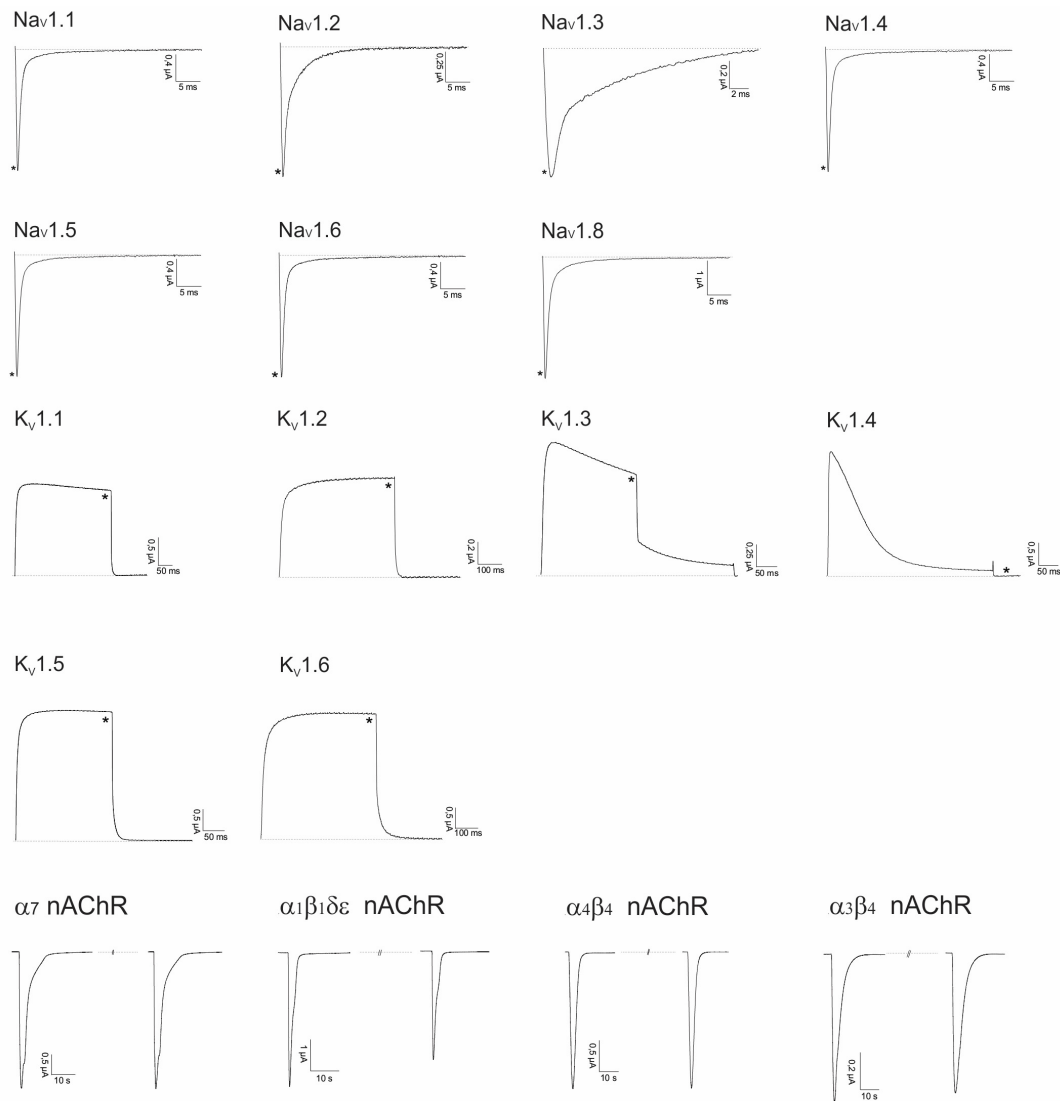 Nav1.1 Nav1.2 Nav1.3 Nav1.4
0,4 µA 5 ms 0,25 µA 5 ms 0,2 µA 2 ms 0,4 µA 5 ms
* * * *
Nav1.5 Nav1.6 Nav1.8
0,4 µA 5 ms 0,4 µA 5 ms 1 µA 5 ms
* * *
Kv1.1 Kv1.2 Kv1.3 Kv1.4
* * * *
0,5 µA 50 ms 0,2 µA 100 ms 0,25 µA 50 ms 0,5 µA 50 ms
Kv1.5 Kv1.6
* *
0,5 µA 50 ms 0,5 µA 100 ms
α7 nAChR α1β1δε nAChR α4β4 nAChR α3β4 nAChR
0,5 µA 10 s 1 µA 10 s 0,5 µA 10 s 0,2 µA 10 s